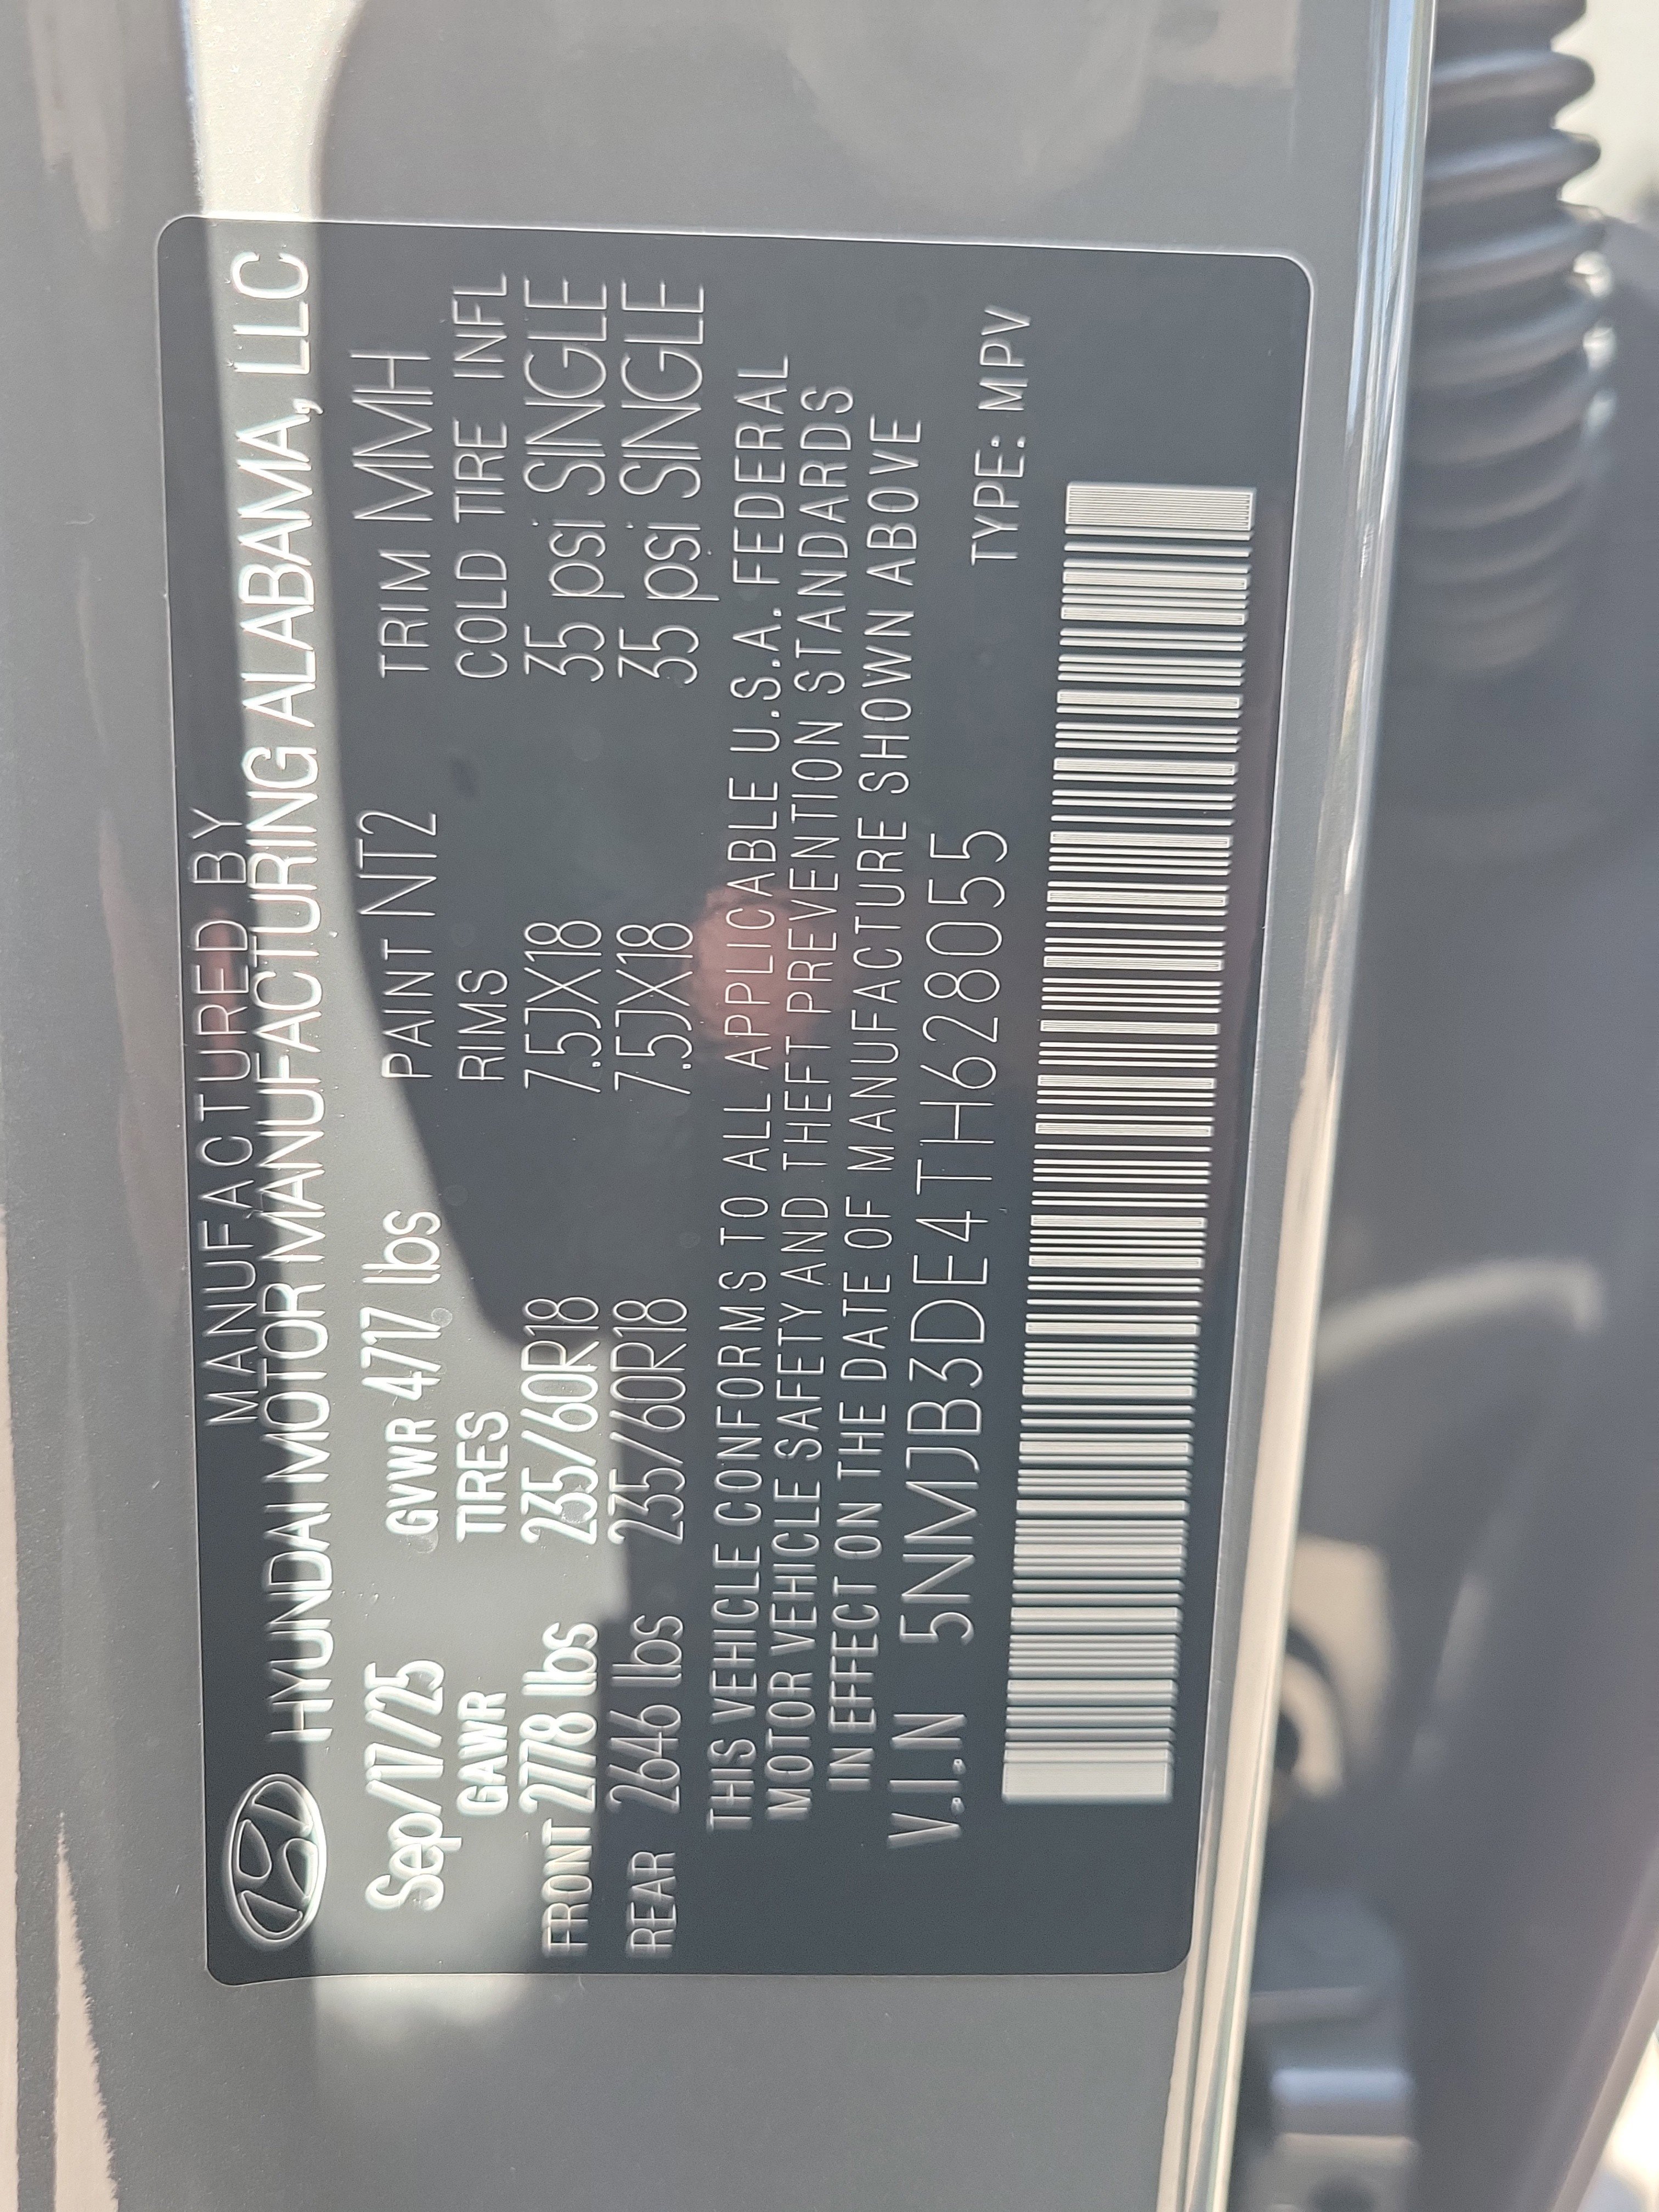 MANUFACTURED BY
HYUNDAI MOTOR MANUFACTURING ALABAMA, LLC
Sep/17/25 GVWR 4717 lbs PAINT NT2 TRIM MMH
GAWR TIRES RIMS COLD TIRE INFL
FRONT 2778 lbs 235/60R18 7.5JX18 35 psi SINGLE
REAR 2646 lbs 235/60R18 7.5JX18 35 psi SINGLE
THIS VEHICLE CONFORMS TO ALL APPLICABLE U.S.A. FEDERAL
MOTOR VEHICLE SAFETY AND THEFT PREVENTION STANDARDS
IN EFFECT ON THE DATE OF MANUFACTURE SHOWN ABOVE
V.I.N 5NMJB3DE4TH628055 TYPE: MPV